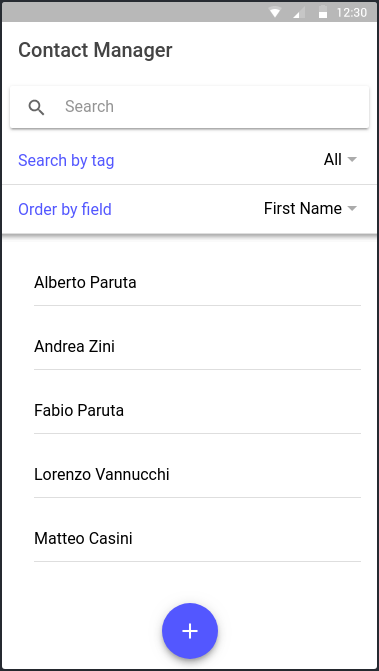 12:30
Contact Manager
Search
Search by tag All
Order by field First Name
Alberto Paruta
Andrea Zini
Fabio Paruta
Lorenzo Vannucchi
Matteo Casini